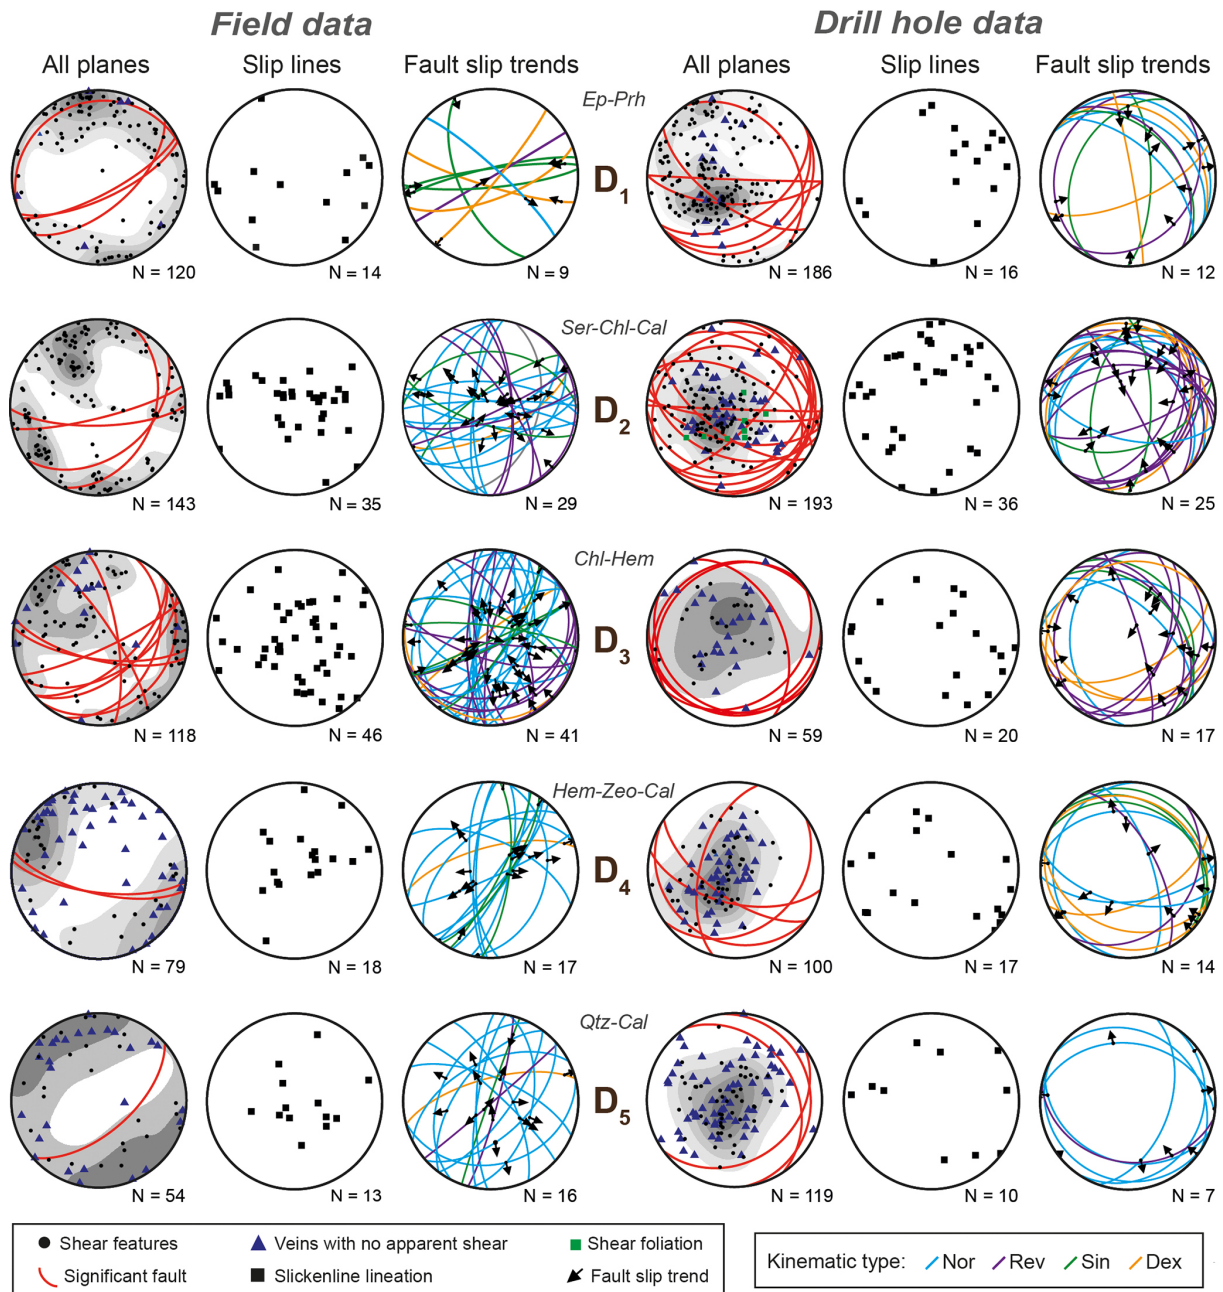 Field data
Drill hole data
All planes
Slip lines
Fault slip trends
All planes
Slip lines
Fault slip trends
Ep-Prh
D1
N = 120
N = 14
N = 9
N = 186
N = 16
N = 12
Ser-Chl-Cal
D2
N = 143
N = 35
N = 29
N = 193
N = 36
N = 25
Chl-Hem
D3
N = 118
N = 46
N = 41
N = 59
N = 20
N = 17
Hem-Zeo-Cal
D4
N = 79
N = 18
N = 17
N = 100
N = 17
N = 14
Qtz-Cal
D5
N = 54
N = 13
N = 16
N = 119
N = 10
N = 7
Shear features
Veins with no apparent shear
Shear foliation
Significant fault
Slickenline lineation
Fault slip trend
Kinematic type: Nor Rev Sin Dex